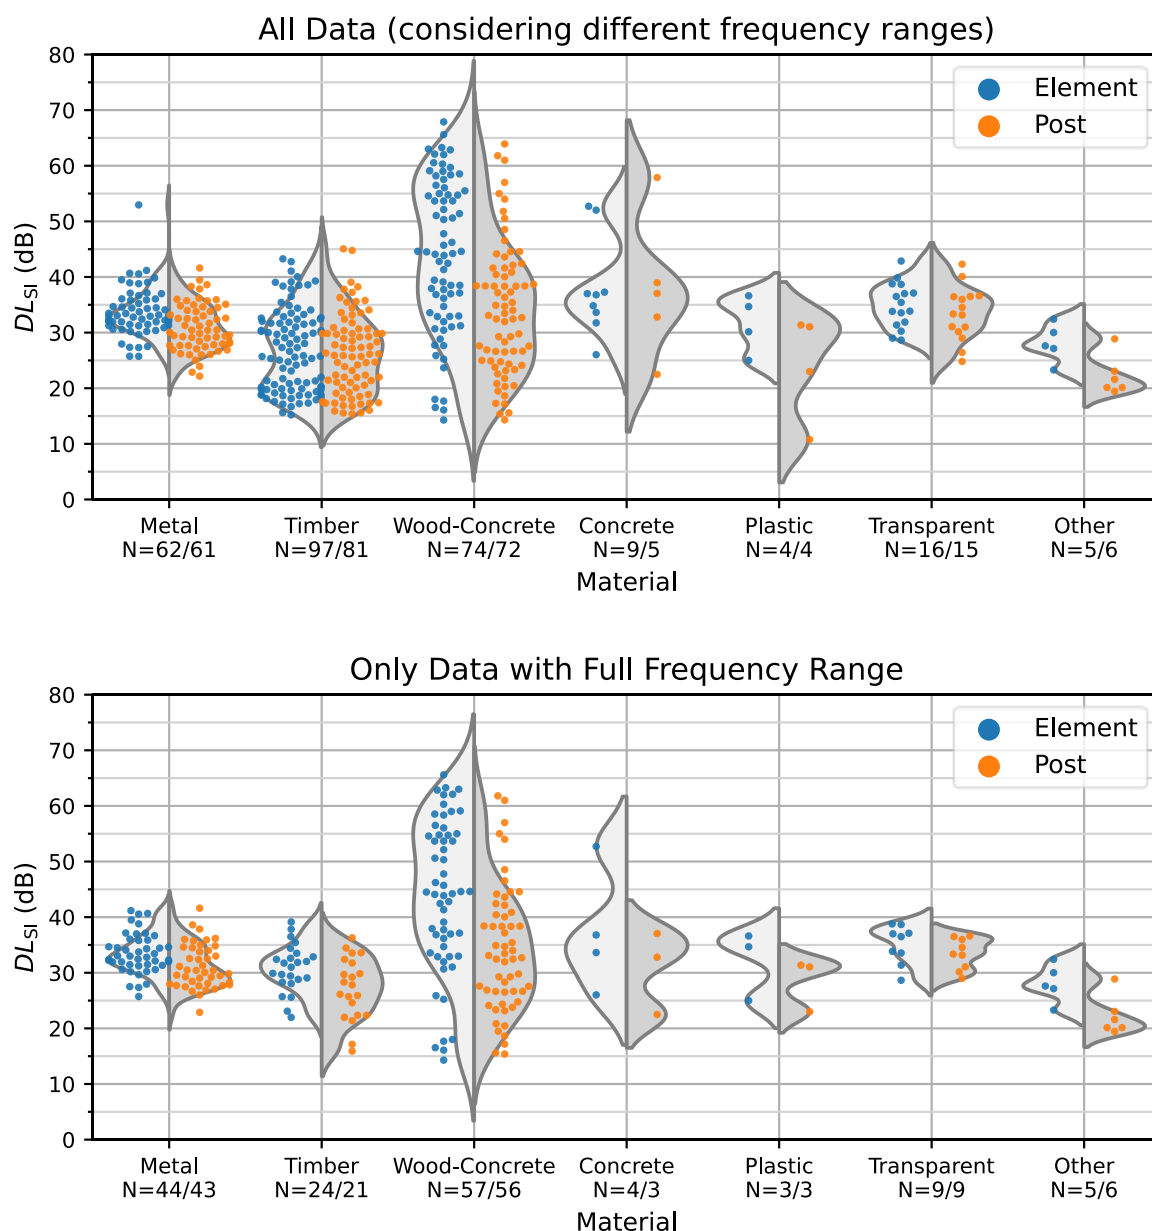 All Data (considering different frequency ranges)
80
70
60
50
40
30
20
10
0
DL_SI (dB)
Element
Post
Metal Timber Wood-Concrete Concrete Plastic Transparent Other
N=62/61 N=97/81 N=74/72 N=9/5 N=4/4 N=16/15 N=5/6
Material
Only Data with Full Frequency Range
80
70
60
50
40
30
20
10
0
DL_SI (dB)
Element
Post
Metal Timber Wood-Concrete Concrete Plastic Transparent Other
N=44/43 N=24/21 N=57/56 N=4/3 N=3/3 N=9/9 N=5/6
Material